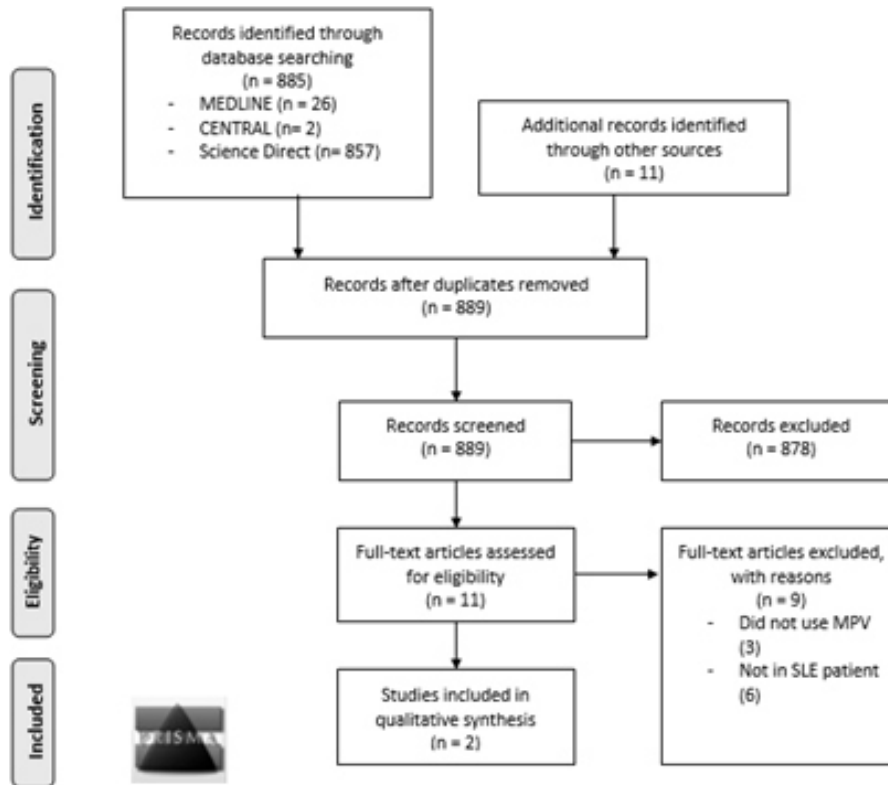 Identification
Records identified through
database searching
(n = 885)
- MEDLINE (n = 26)
- CENTRAL (n= 2)
- Science Direct (n= 857)
Additional records identified
through other sources
(n = 11)
Records after duplicates removed
(n = 889)
Screening
Records screened
(n = 889)
Records excluded
(n = 878)
Eligibility
Full-text articles assessed
for eligibility
(n = 11)
Full-text articles excluded,
with reasons
(n = 9)
- Did not use MPV
(3)
- Not in SLE patient
(6)
Included
Studies included in
qualitative synthesis
(n = 2)
PRISMA